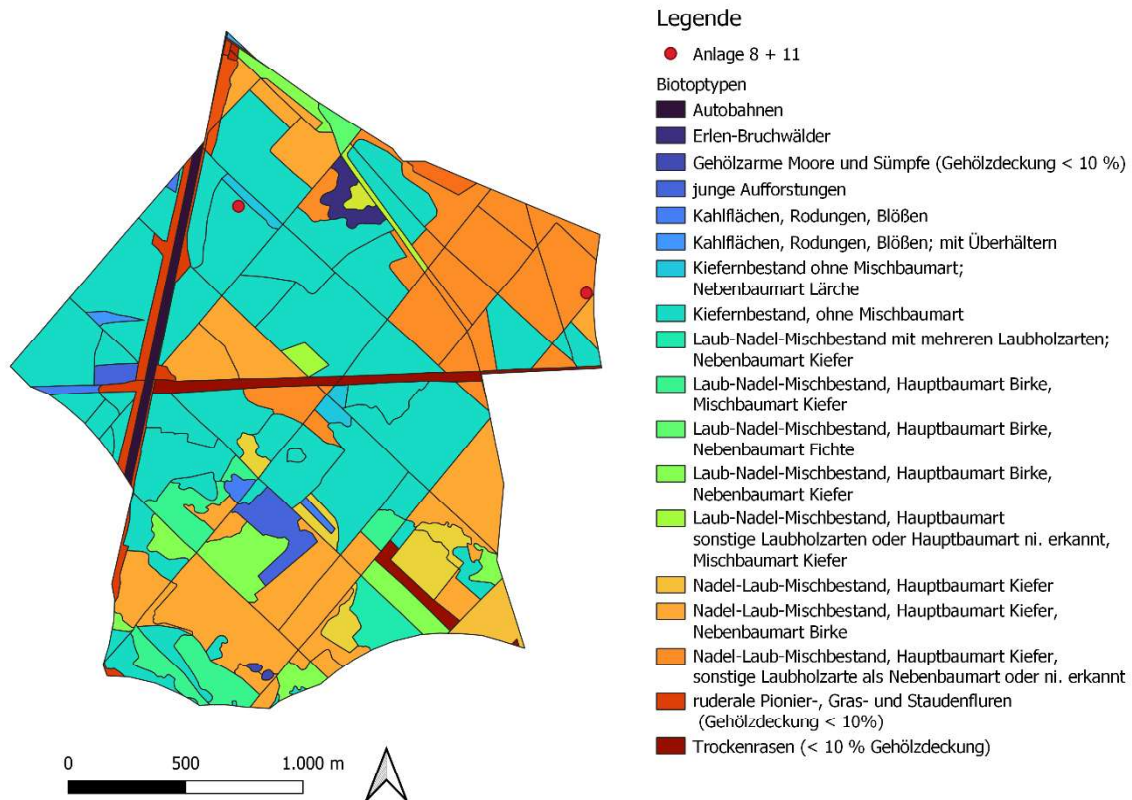 Legende
Anlage 8 + 11
Biotoptypen
Autobahnen
Erlen-Bruchwälder
Gehölzarme Moore und Sümpfe (Gehölzdeckung < 10 %)
junge Aufforstungen
Kahlflächen, Rodungen, Blößen
Kahlflächen, Rodungen, Blößen; mit Überhältern
Kiefernbestand ohne Mischbaumart;
Nebenbaumart Lärche
Kiefernbestand, ohne Mischbaumart
Laub-Nadel-Mischbestand mit mehreren Laubholzarten;
Nebenbaumart Kiefer
Laub-Nadel-Mischbestand, Hauptbaumart Birke,
Mischbaumart Kiefer
Laub-Nadel-Mischbestand, Hauptbaumart Birke,
Nebenbaumart Fichte
Laub-Nadel-Mischbestand, Hauptbaumart Birke,
Nebenbaumart Kiefer
Laub-Nadel-Mischbestand, Hauptbaumart
sonstige Laubholzarten oder Hauptbaumart ni. erkannt,
Mischbaumart Kiefer
Nadel-Laub-Mischbestand, Hauptbaumart Kiefer
Nadel-Laub-Mischbestand, Hauptbaumart Kiefer,
Nebenbaumart Birke
Nadel-Laub-Mischbestand, Hauptbaumart Kiefer,
sonstige Laubholzarte als Nebenbaumart oder ni. erkannt
ruderale Pionier-, Gras- und Staudenfluren
(Gehölzdeckung < 10%)
Trockenrasen (< 10 % Gehölzdeckung)
0 500 1.000 m